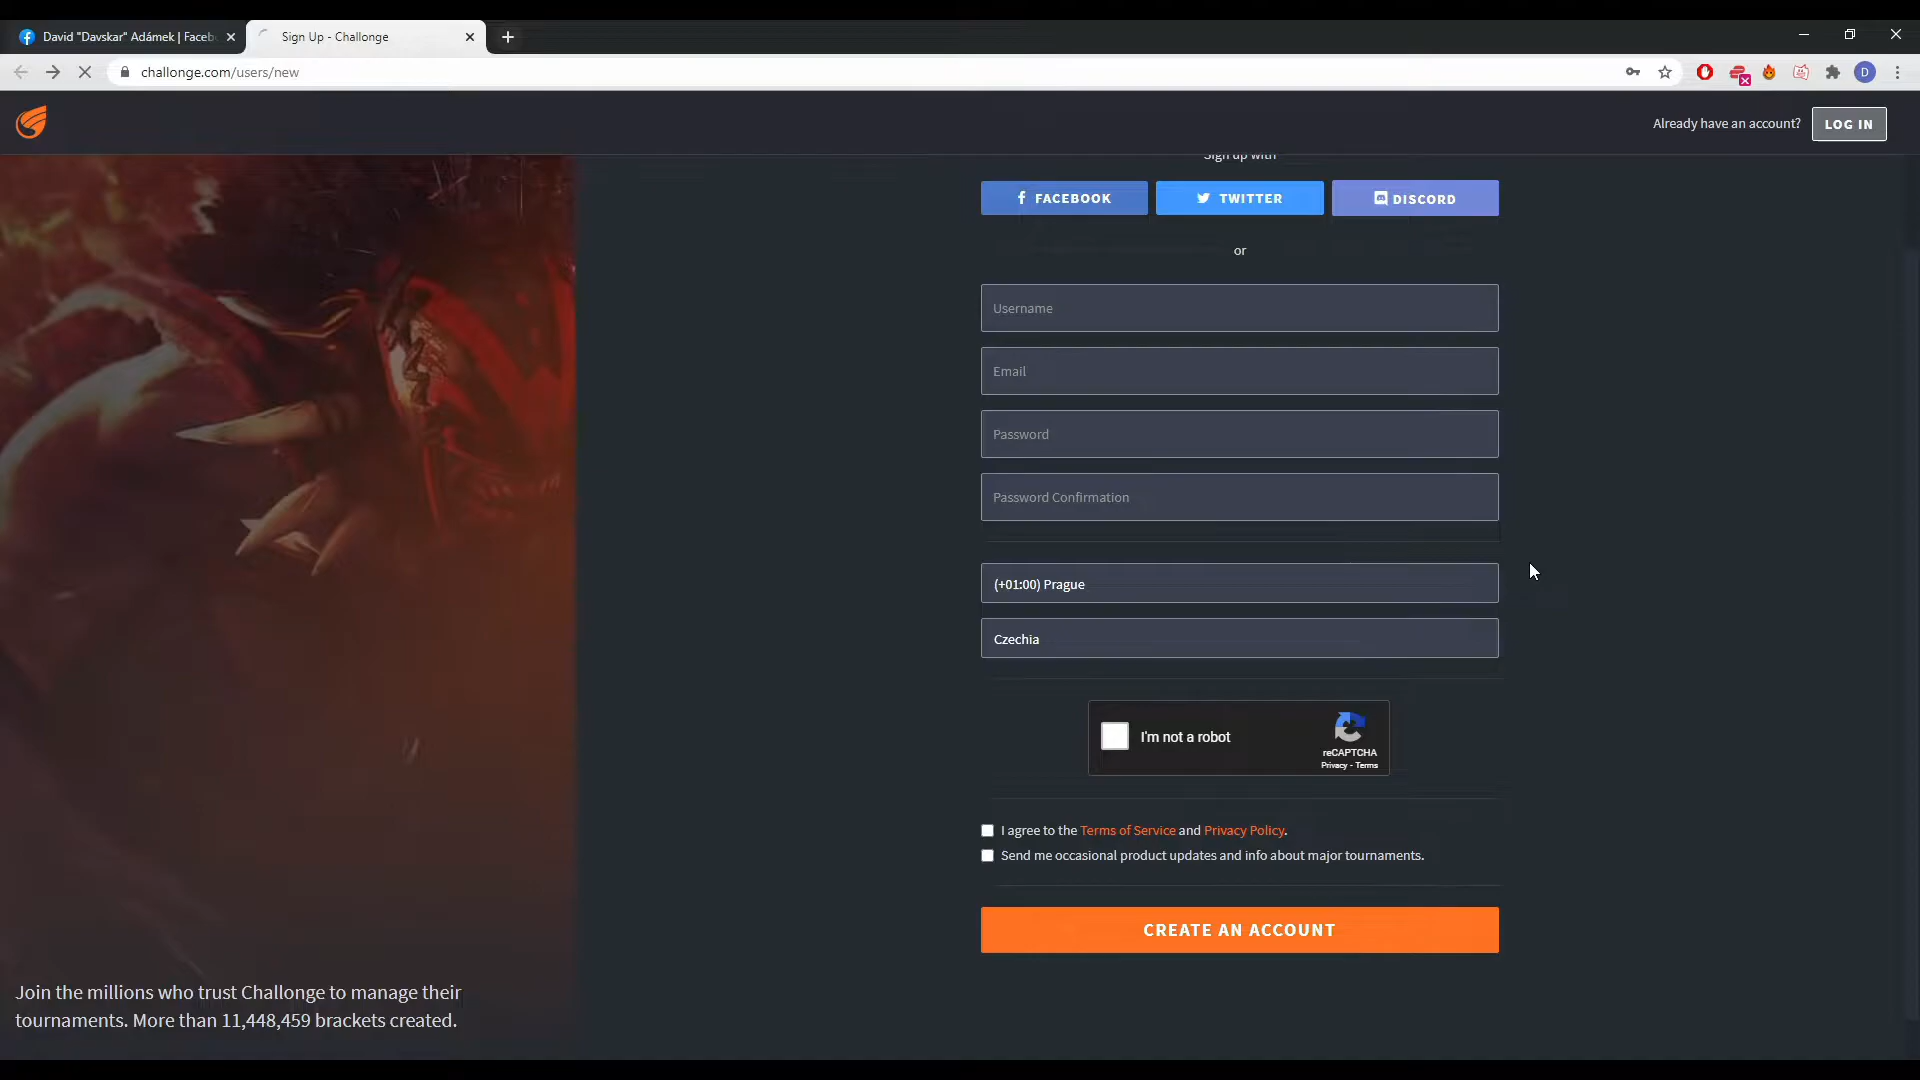 David "Davskar" Adámek | Faceb
Sign Up - Challonge
challonge.com/users/new
D
Already have an account?
LOG IN
Sign up with
FACEBOOK
TWITTER
DISCORD
or
Username
Email
Password
Password Confirmation
(+01:00) Prague
Czechia
I'm not a robot
reCAPTCHA
Privacy - Terms
I agree to the Terms of Service and Privacy Policy.
Send me occasional product updates and info about major tournaments.
CREATE AN ACCOUNT
Join the millions who trust Challonge to manage their
tournaments. More than 11,448,459 brackets created.